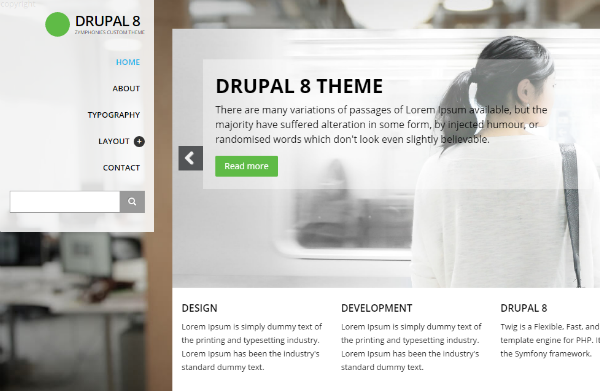 copyright
DRUPAL 8
ZYMPHONIES CUSTOM THEME
HOME
ABOUT
TYPOGRAPHY
LAYOUT
CONTACT
DRUPAL 8 THEME
There are many variations of passages of Lorem Ipsum available, but the
majority have suffered alteration in some form, by injected humour, or
randomised words which don't look even slightly believable.
Read more
DESIGN
Lorem Ipsum is simply dummy text of
the printing and typesetting industry.
Lorem Ipsum has been the industry's
standard dummy text.
DEVELOPMENT
Lorem Ipsum is simply dummy text of
the printing and typesetting industry.
Lorem Ipsum has been the industry's
standard dummy text.
DRUPAL 8
Twig is a Flexible, Fast, and
template engine for PHP. It
the Symfony framework.